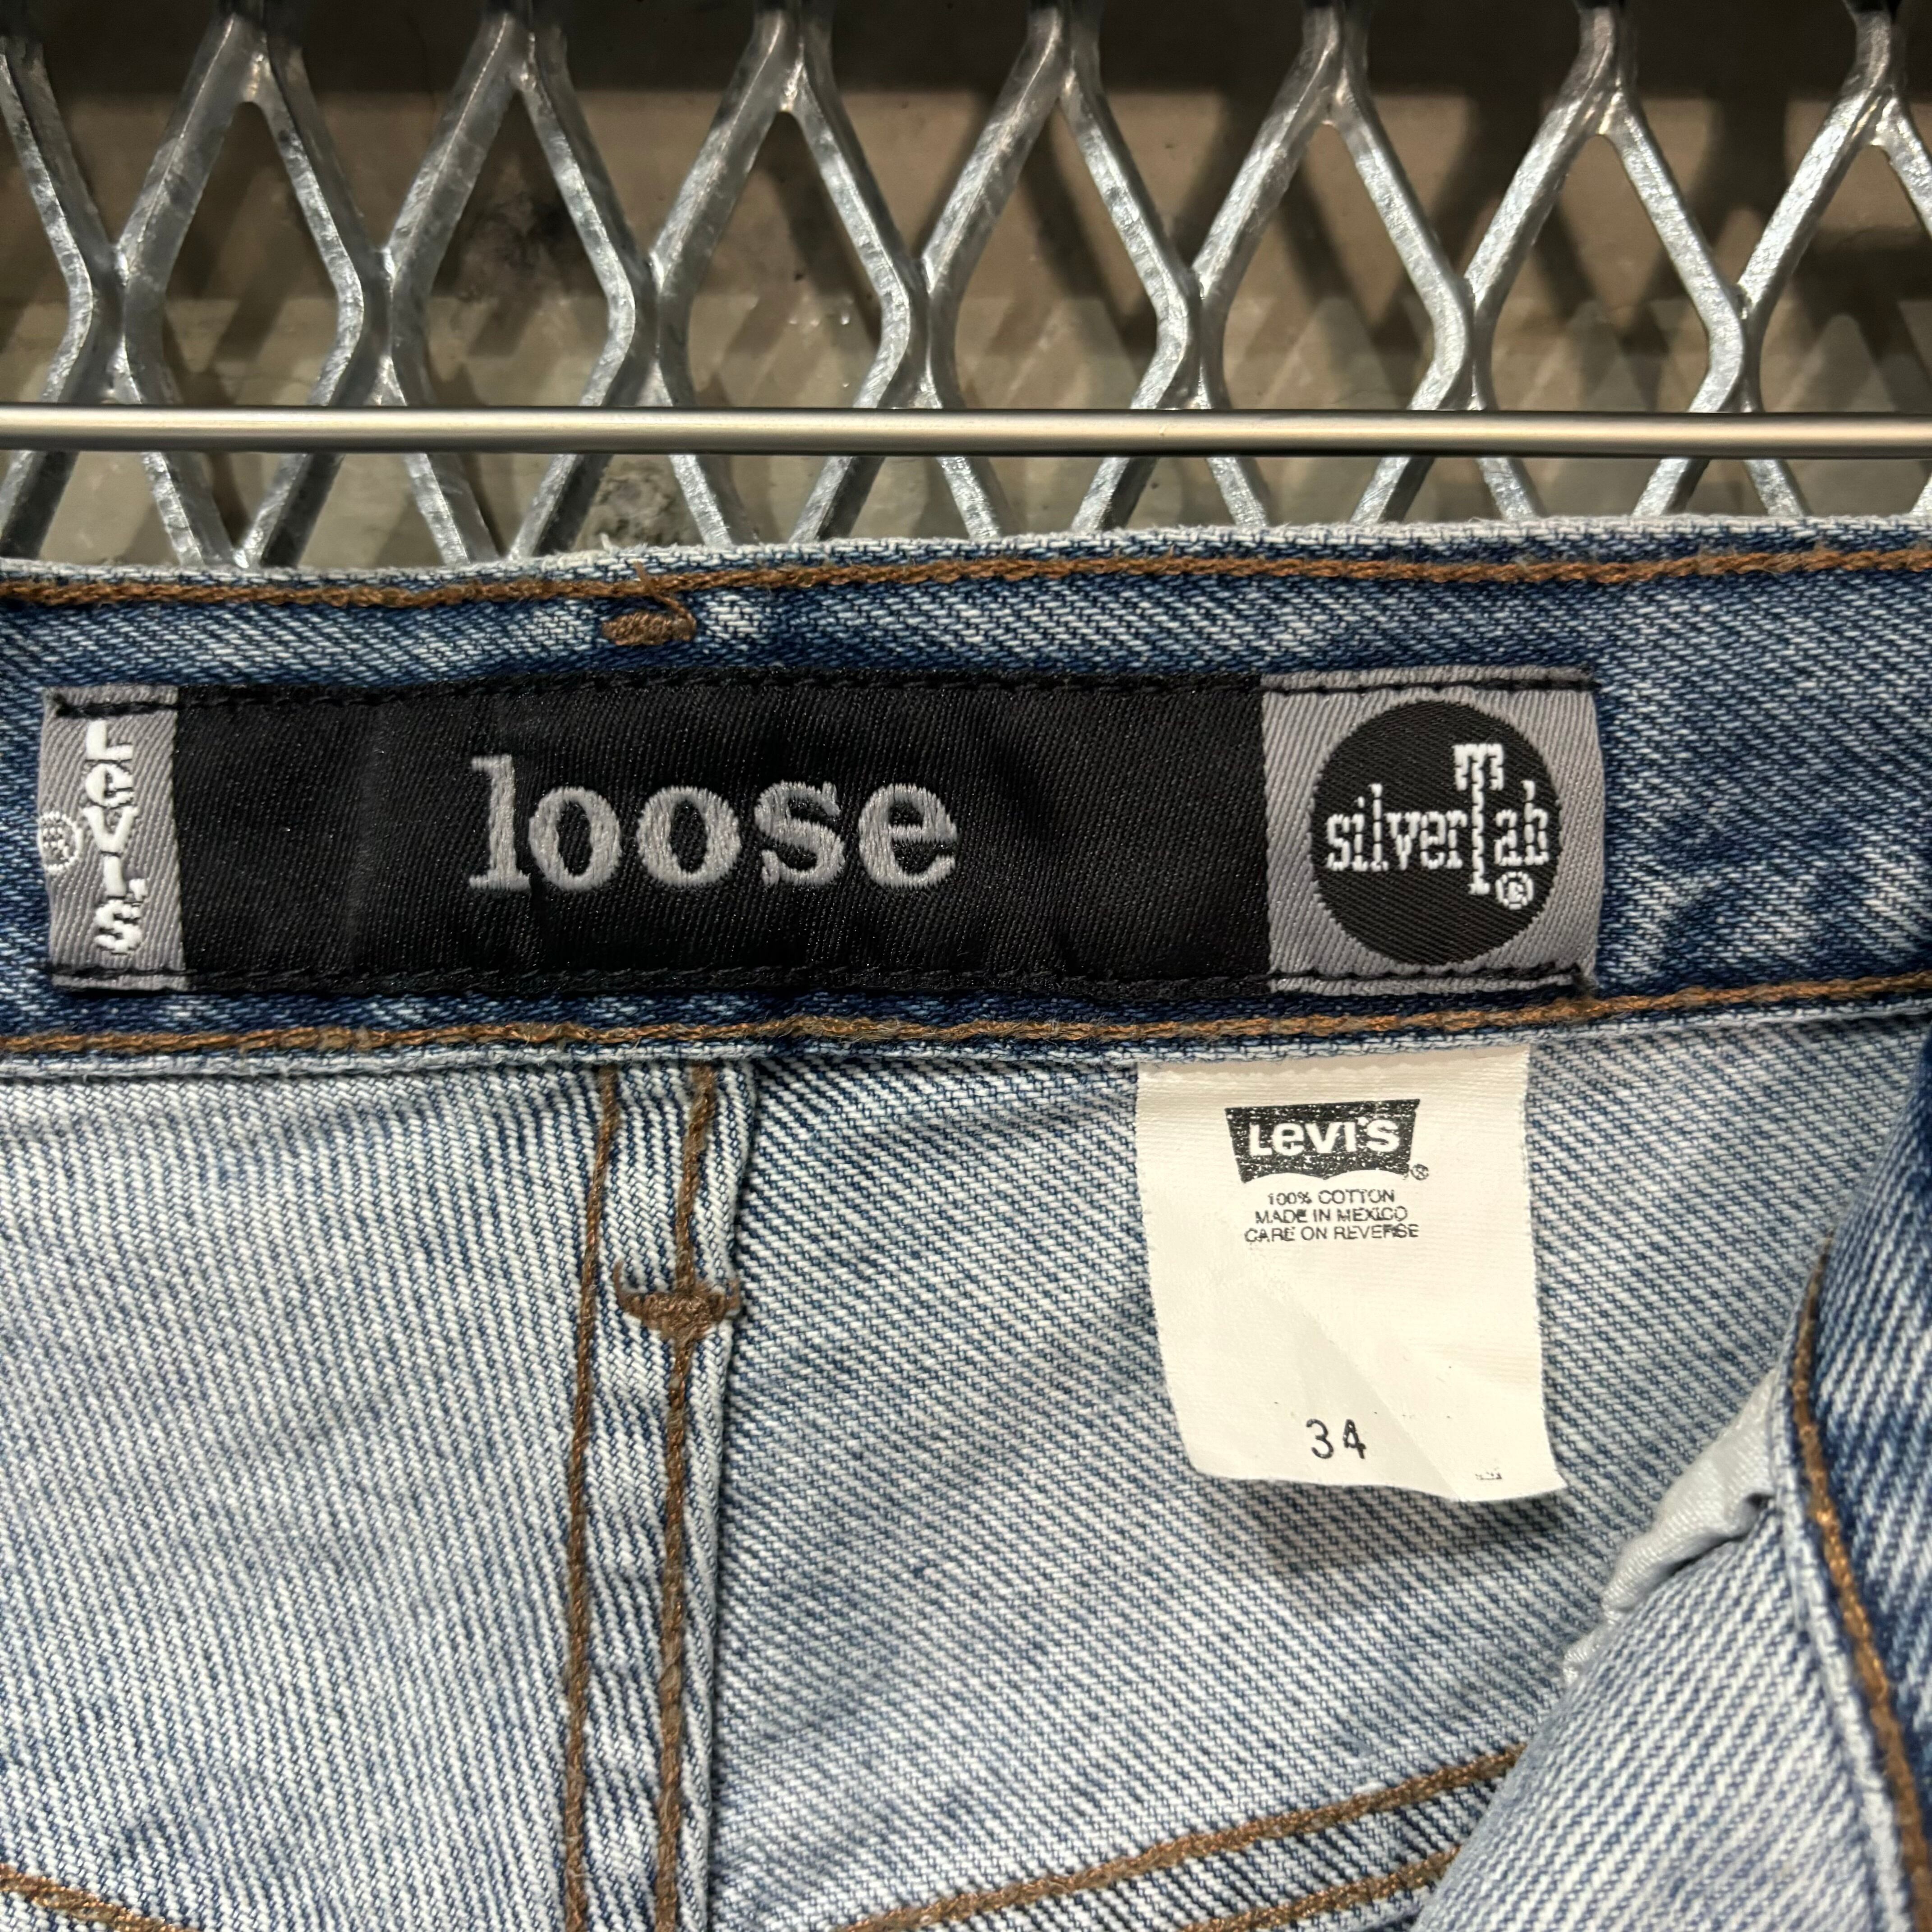 LEVI'S
®
loose
silverTab
®
LEVI'S
®
100% COTTON
MADE IN MEXICO
CARE ON REVERSE
34